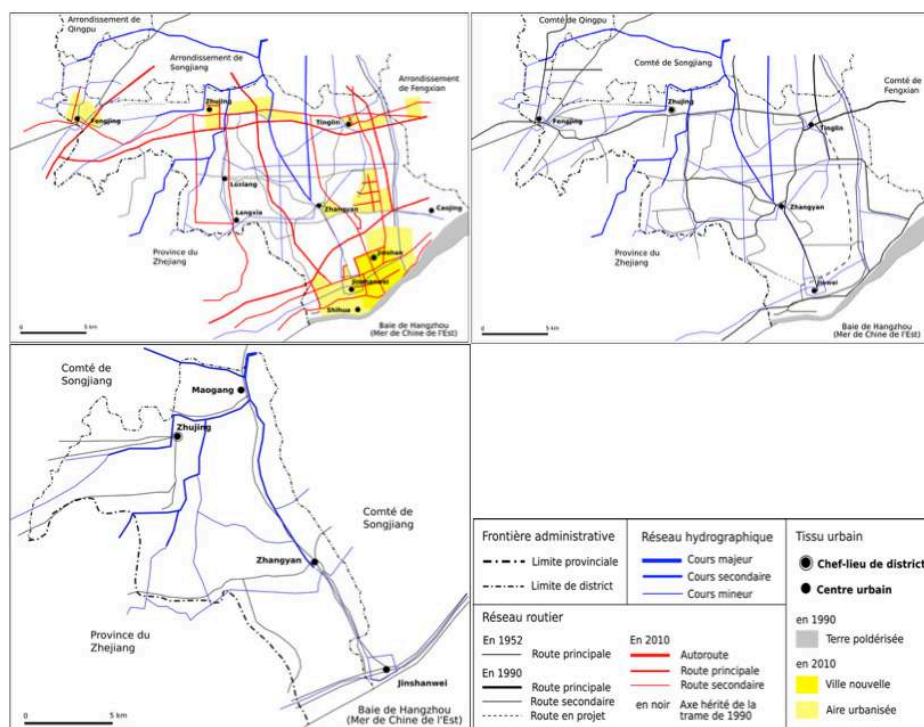 Arrondissement de
Qingpu
Arrondissement de
Songjiang
Arrondissement
de Fengxian
Zhujing
Fengjing
Tinglin
Luxiang
Langxia
Zhangyan
Caojing
Province du
Zhejiang
Jinshan
Jinshanwei
Shihua
5 km
Baie de Hangzhou
(Mer de Chine de l'Est)
Comté de Qingpu
Comté de Songjiang
Comté de
Fengxian
Zhujing
Fengjing
Tinglin
Zhangyan
Province du
Zhejiang
Jinwei
5 km
Baie de Hangzhou
(Mer de Chine de l'Est)
Comté de
Songjiang
Maogang
Zhujing
Comté de
Songjiang
Zhangyan
Province du
Zhejiang
Jinshanwei
5 km
Baie de Hangzhou
(Mer de Chine de l'Est)
Frontière administrative
Limite provinciale
Limite de district
Réseau hydrographique
Cours majeur
Cours secondaire
Cours mineur
Tissu urbain
Chef-lieu de district
Centre urbain
en 1990
Terre poldérisée
en 2010
Ville nouvelle
Aire urbanisée
Réseau routier
En 1952
Route principale
En 1990
Route principale
Route secondaire
Route en projet
En 2010
Autoroute
Route principale
Route secondaire
en noir Axe hérité de la
trame de 1990